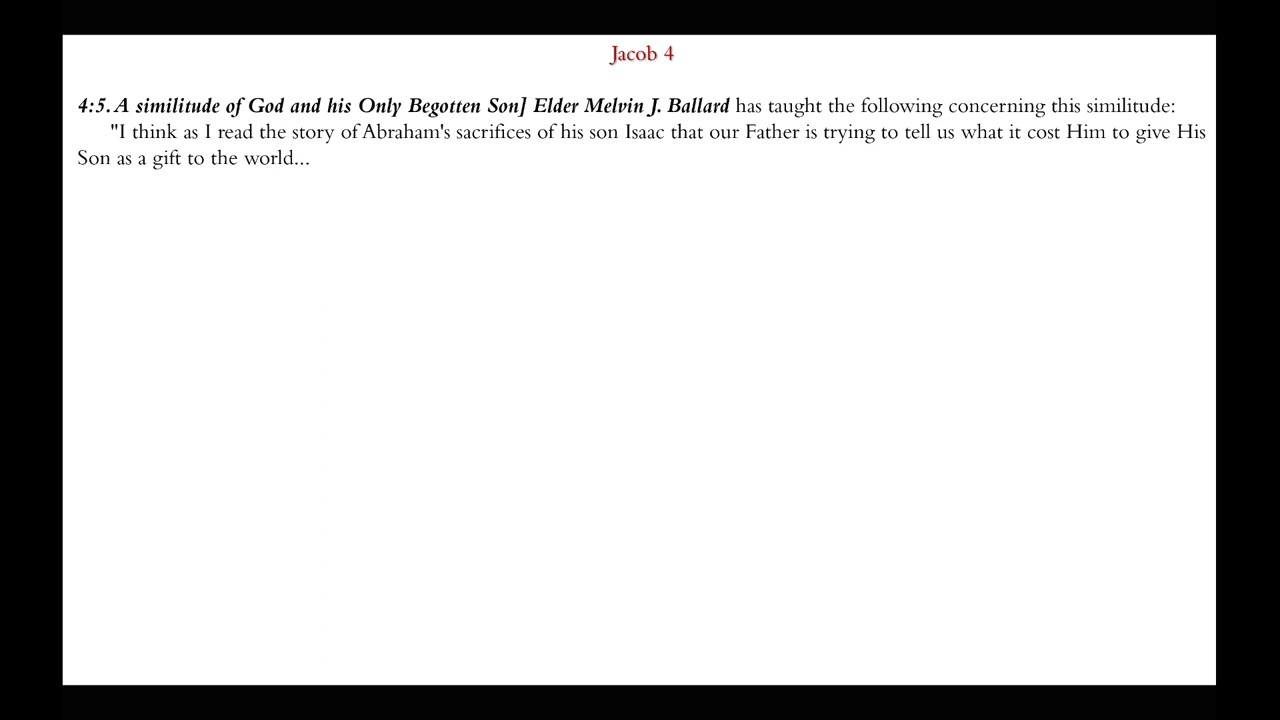 Jacob 4
4:5. A similitude of God and his Only Begotten Son] Elder Melvin J. Ballard has taught the following concerning this similitude:
"I think as I read the story of Abraham's sacrifices of his son Isaac that our Father is trying to tell us what it cost Him to give His
Son as a gift to the world...